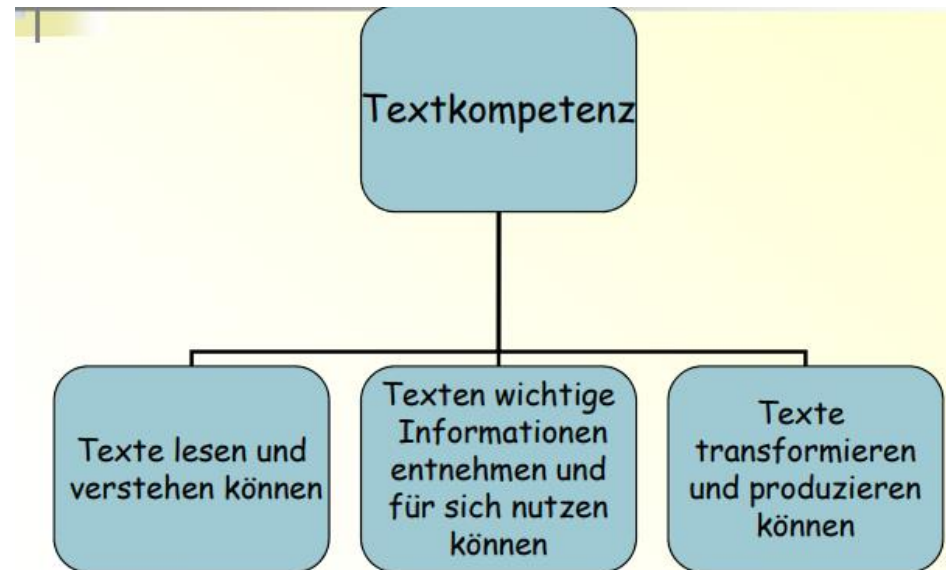 Textkompetenz
Texte lesen und
verstehen können
Texten wichtige
Informationen
entnehmen und
für sich nutzen
können
Texte
transformieren
und produzieren
können